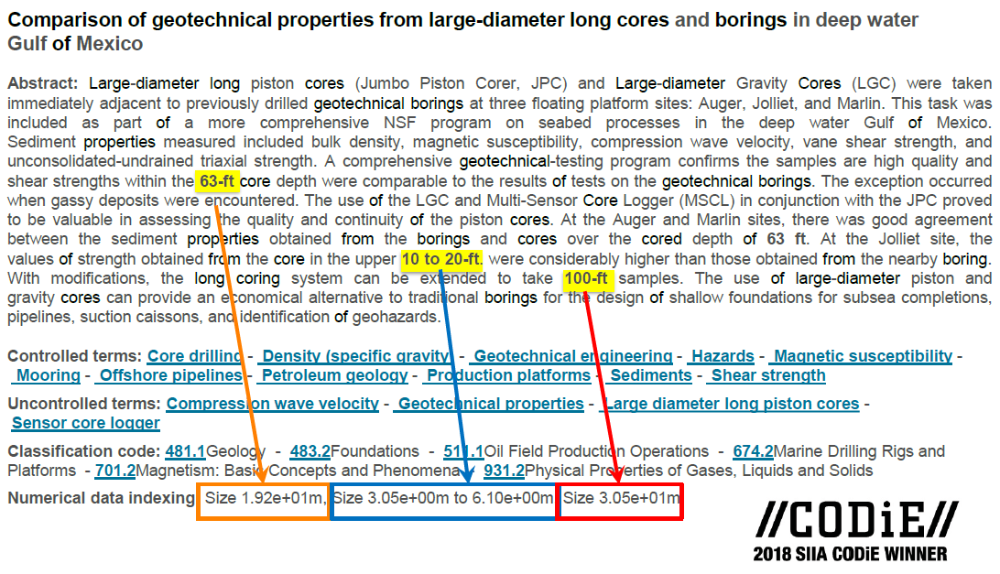 Comparison of geotechnical properties from large-diameter long cores and borings in deep water
Gulf of Mexico
Abstract: Large-diameter long piston cores (Jumbo Piston Corer, JPC) and Large-diameter Gravity Cores (LGC) were taken
immediately adjacent to previously drilled geotechnical borings at three floating platform sites: Auger, Jolliet, and Marlin. This task was
included as part of a more comprehensive NSF program on seabed processes in the deep water Gulf of Mexico.
Sediment properties measured included bulk density, magnetic susceptibility, compression wave velocity, vane shear strength, and
unconsolidated-undrained triaxial strength. A comprehensive geotechnical-testing program confirms the samples are high quality and
shear strengths within the 63-ft core depth were comparable to the results of tests on the geotechnical borings. The exception occurred
when gassy deposits were encountered. The use of the LGC and Multi-Sensor Core Logger (MSCL) in conjunction with the JPC proved
to be valuable in assessing the quality and continuity of the piston cores. At the Auger and Marlin sites, there was good agreement
between the sediment properties obtained from the borings and cores over the cored depth of 63 ft. At the Jolliet site, the
values of strength obtained from the core in the upper 10 to 20-ft. were considerably higher than those obtained from the nearby boring.
With modifications, the long coring system can be extended to take 100-ft samples. The use of large-diameter piston and
gravity cores can provide an economical alternative to traditional borings for the design of shallow foundations for subsea completions,
pipelines, suction caissons, and identification of geohazards.
Controlled terms: Core drilling - Density (specific gravity) - Geotechnical engineering - Hazards - Magnetic susceptibility -
Mooring - Offshore pipelines - Petroleum geology - Production platforms - Sediments - Shear strength
Uncontrolled terms: Compression wave velocity - Geotechnical properties - Large diameter long piston cores -
Sensor core logger
Classification code: 481.1Geology - 483.2Foundations - 511.1Oil Field Production Operations - 674.2Marine Drilling Rigs and
Platforms - 701.2Magnetism: Basic Concepts and Phenomena - 931.2Physical Properties of Gases, Liquids and Solids
Numerical data indexing: Size 1.92e+01m, Size 3.05e+00m to 6.10e+00m, Size 3.05e+01m
//CODiE//
2018 SIIA CODiE WINNER